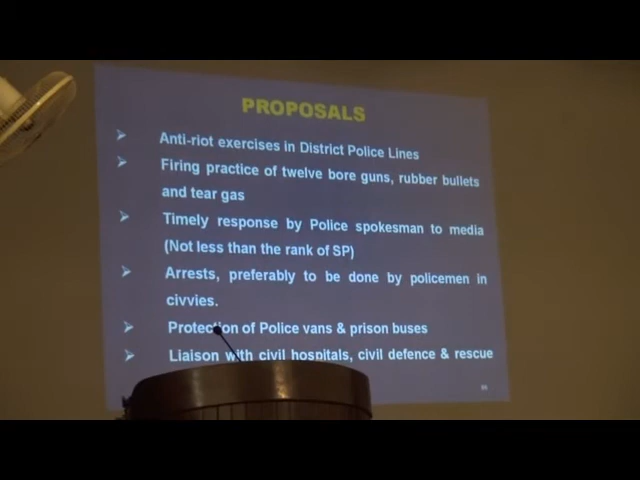 PROPOSALS
Anti-riot exercises in District Police Lines
Firing practice of twelve bore guns, rubber bullets
and tear gas
Timely response by Police spokesman to media
(Not less than the rank of SP)
Arrests, preferably to be done by policemen in
civvies.
Protection of Police vans & prison buses
Liaison with civil hospitals, civil defence & rescue